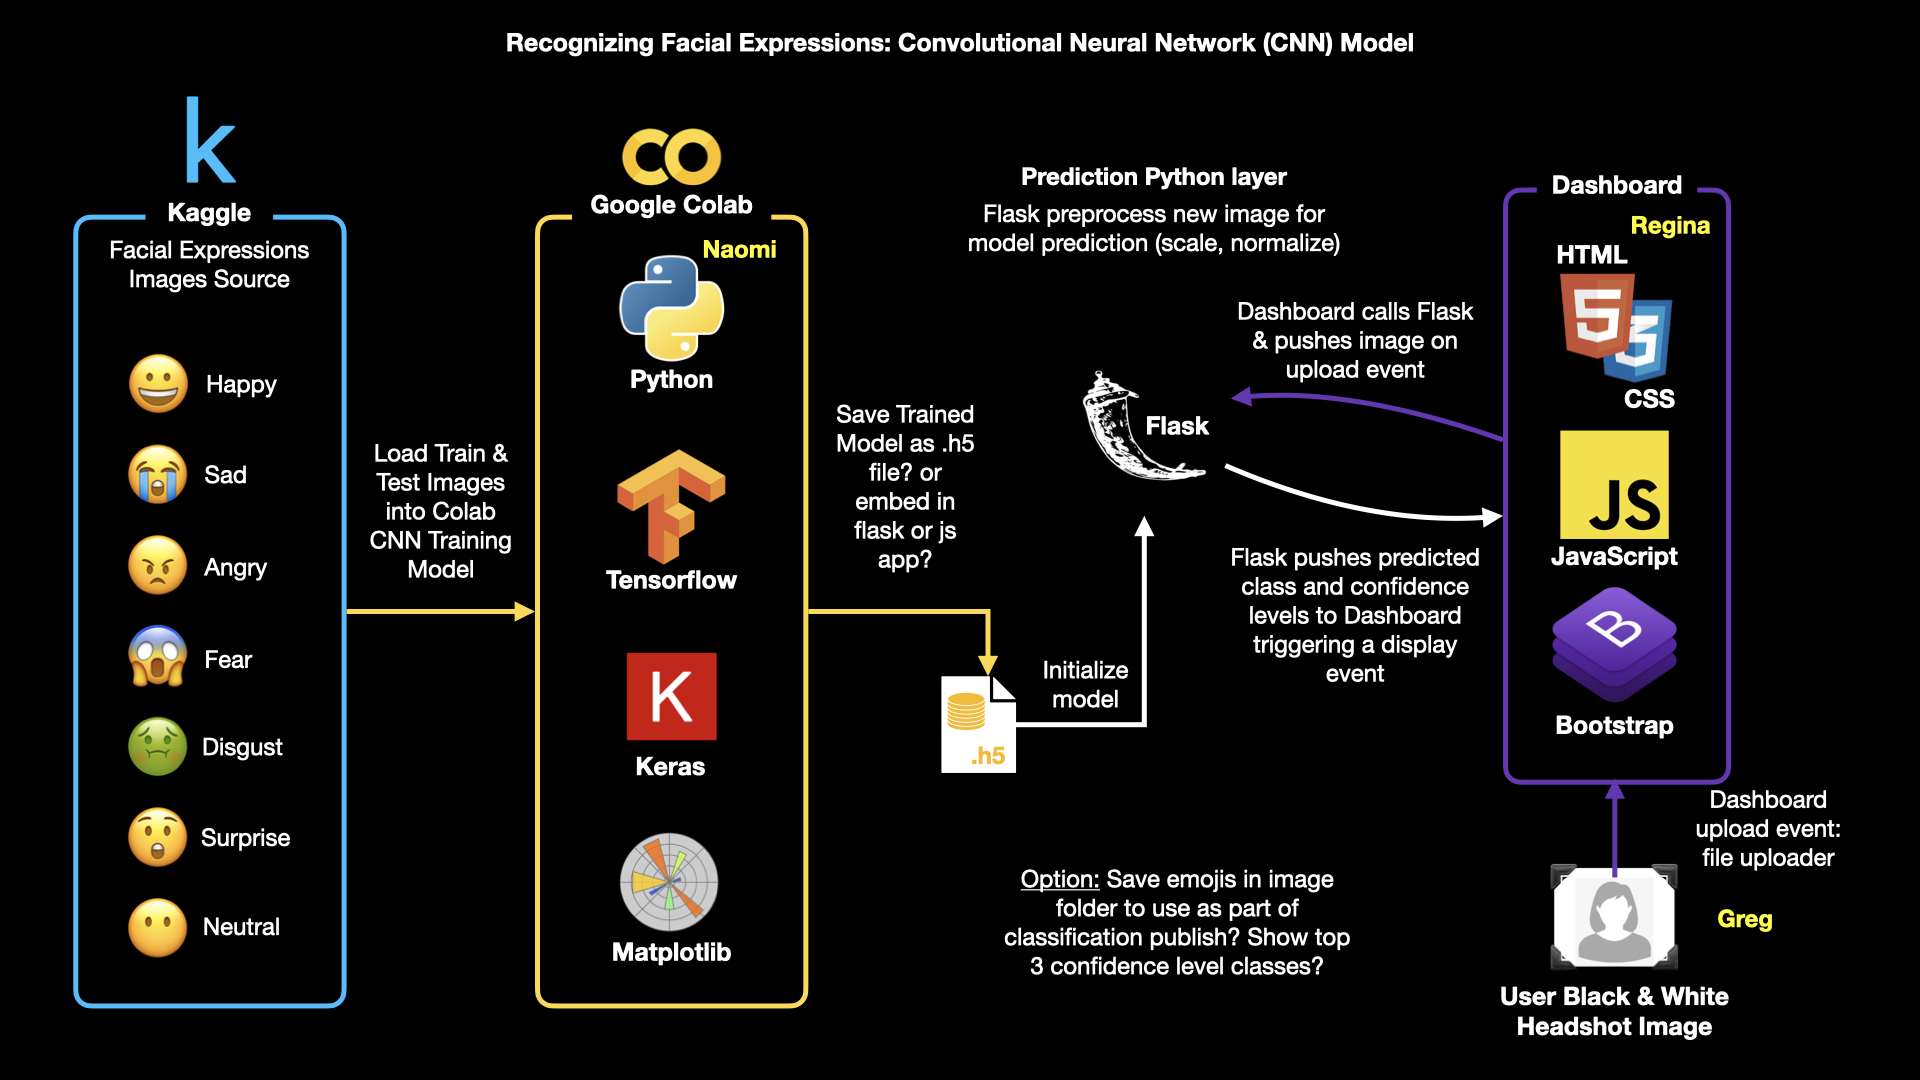 Recognizing Facial Expressions: Convolutional Neural Network (CNN) Model
k
Kaggle
Facial Expressions
Images Source
Happy
Sad
Angry
Fear
Disgust
Surprise
Neutral
Load Train &
Test Images
into Colab
CNN Training
Model
CO
Google Colab
Naomi
Python
Tensorflow
K
Keras
Matplotlib
Save Trained
Model as .h5
file? or
embed in
flask or js
app?
.h5
Initialize
model
Prediction Python layer
Flask preprocess new image for
model prediction (scale, normalize)
Flask
Dashboard calls Flask
& pushes image on
upload event
Flask pushes predicted
class and confidence
levels to Dashboard
triggering a display
event
Option: Save emojis in image
folder to use as part of
classification publish? Show top
3 confidence level classes?
Dashboard
Regina
HTML
5
3
CSS
JS
JavaScript
B
Bootstrap
Dashboard
upload event:
file uploader
Greg
User Black & White
Headshot Image